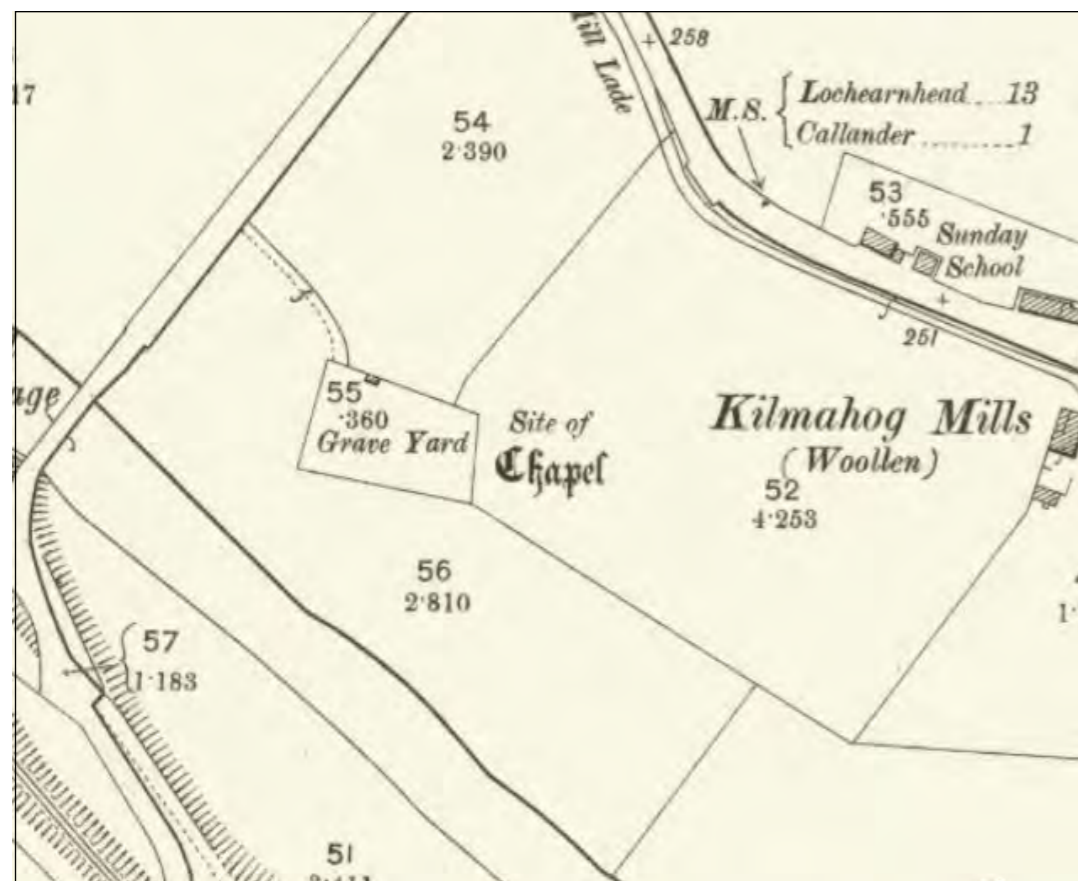 17
Mill Lade
258
M.S.
Lochearnhead 13
Callander 1
54
2·390
53
·555
Sunday
School
251
55
·360
Grave Yard
Site of
Chapel
Kilmahog Mills
(Woollen)
52
4·253
56
2·810
57
1·183
51